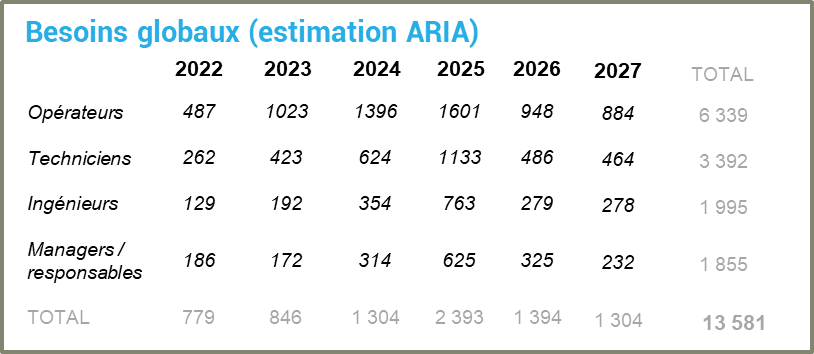 Besoins globaux (estimation ARIA)
2022 2023 2024 2025 2026 2027 TOTAL
Opérateurs 487 1023 1396 1601 948 884 6 339
Techniciens 262 423 624 1133 486 464 3 392
Ingénieurs 129 192 354 763 279 278 1 995
Managers /
responsables 186 172 314 625 325 232 1 855
TOTAL 779 846 1 304 2 393 1 394 1 304 13 581